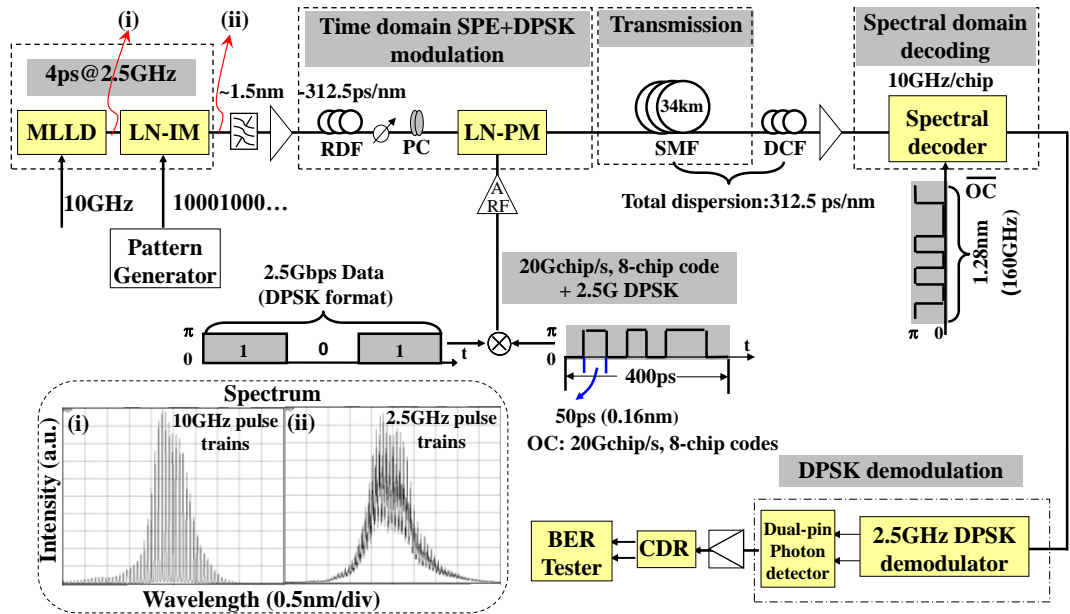 (i)
(ii)
Time domain SPE+DPSK
modulation
Transmission
Spectral domain
decoding
4ps@2.5GHz
~1.5nm
-312.5ps/nm
34km
10GHz/chip
MLLD
LN-IM
RDF
PC
LN-PM
SMF
DCF
Spectral
decoder
10GHz
10001000…
A
RF
Total dispersion:312.5 ps/nm
OC
1.28nm
(160GHz)
π 0
Pattern
Generator
2.5Gbps Data
(DPSK format)
20Gchip/s, 8-chip code
+ 2.5G DPSK
π
0
1 0 1
t
π
0
t
400ps
50ps (0.16nm)
OC: 20Gchip/s, 8-chip codes
Spectrum
(i)
10GHz pulse
trains
(ii)
2.5GHz pulse
trains
Intensity (a.u.)
Wavelength (0.5nm/div)
DPSK demodulation
BER
Tester
CDR
Dual-pin
Photon
detector
2.5GHz DPSK
demodulator